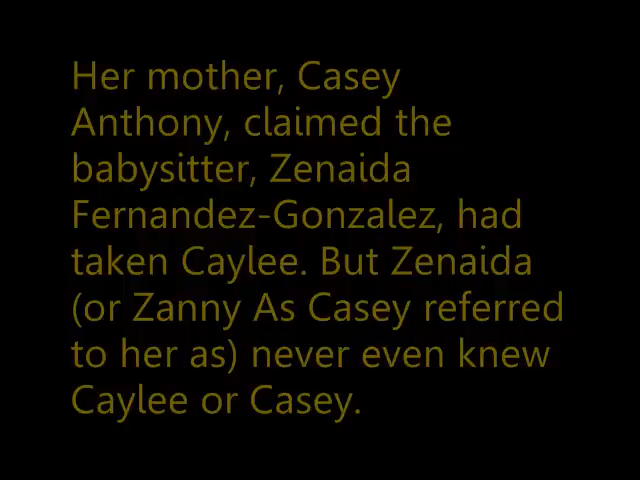 Her mother, Casey
Anthony, claimed the
babysitter, Zenaida
Fernandez-Gonzalez, had
taken Caylee. But Zenaida
(or Zanny As Casey referred
to her as) never even knew
Caylee or Casey.